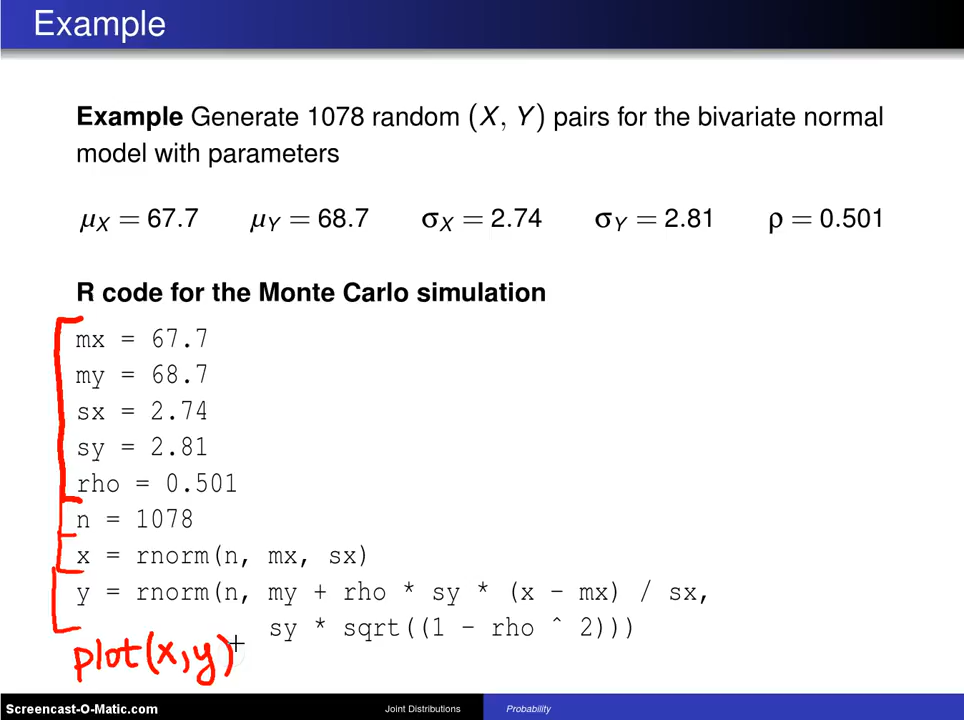 Example
Example Generate 1078 random (X, Y) pairs for the bivariate normal
model with parameters
μX = 67.7 μY = 68.7 σX = 2.74 σY = 2.81 ρ = 0.501
R code for the Monte Carlo simulation
mx = 67.7
my = 68.7
sx = 2.74
sy = 2.81
rho = 0.501
n = 1078
x = rnorm(n, mx, sx)
y = rnorm(n, my + rho * sy * (x - mx) / sx,
sy * sqrt((1 - rho ^ 2)))
plot(x,y)
Screencast-O-Matic.com Joint Distributions Probability